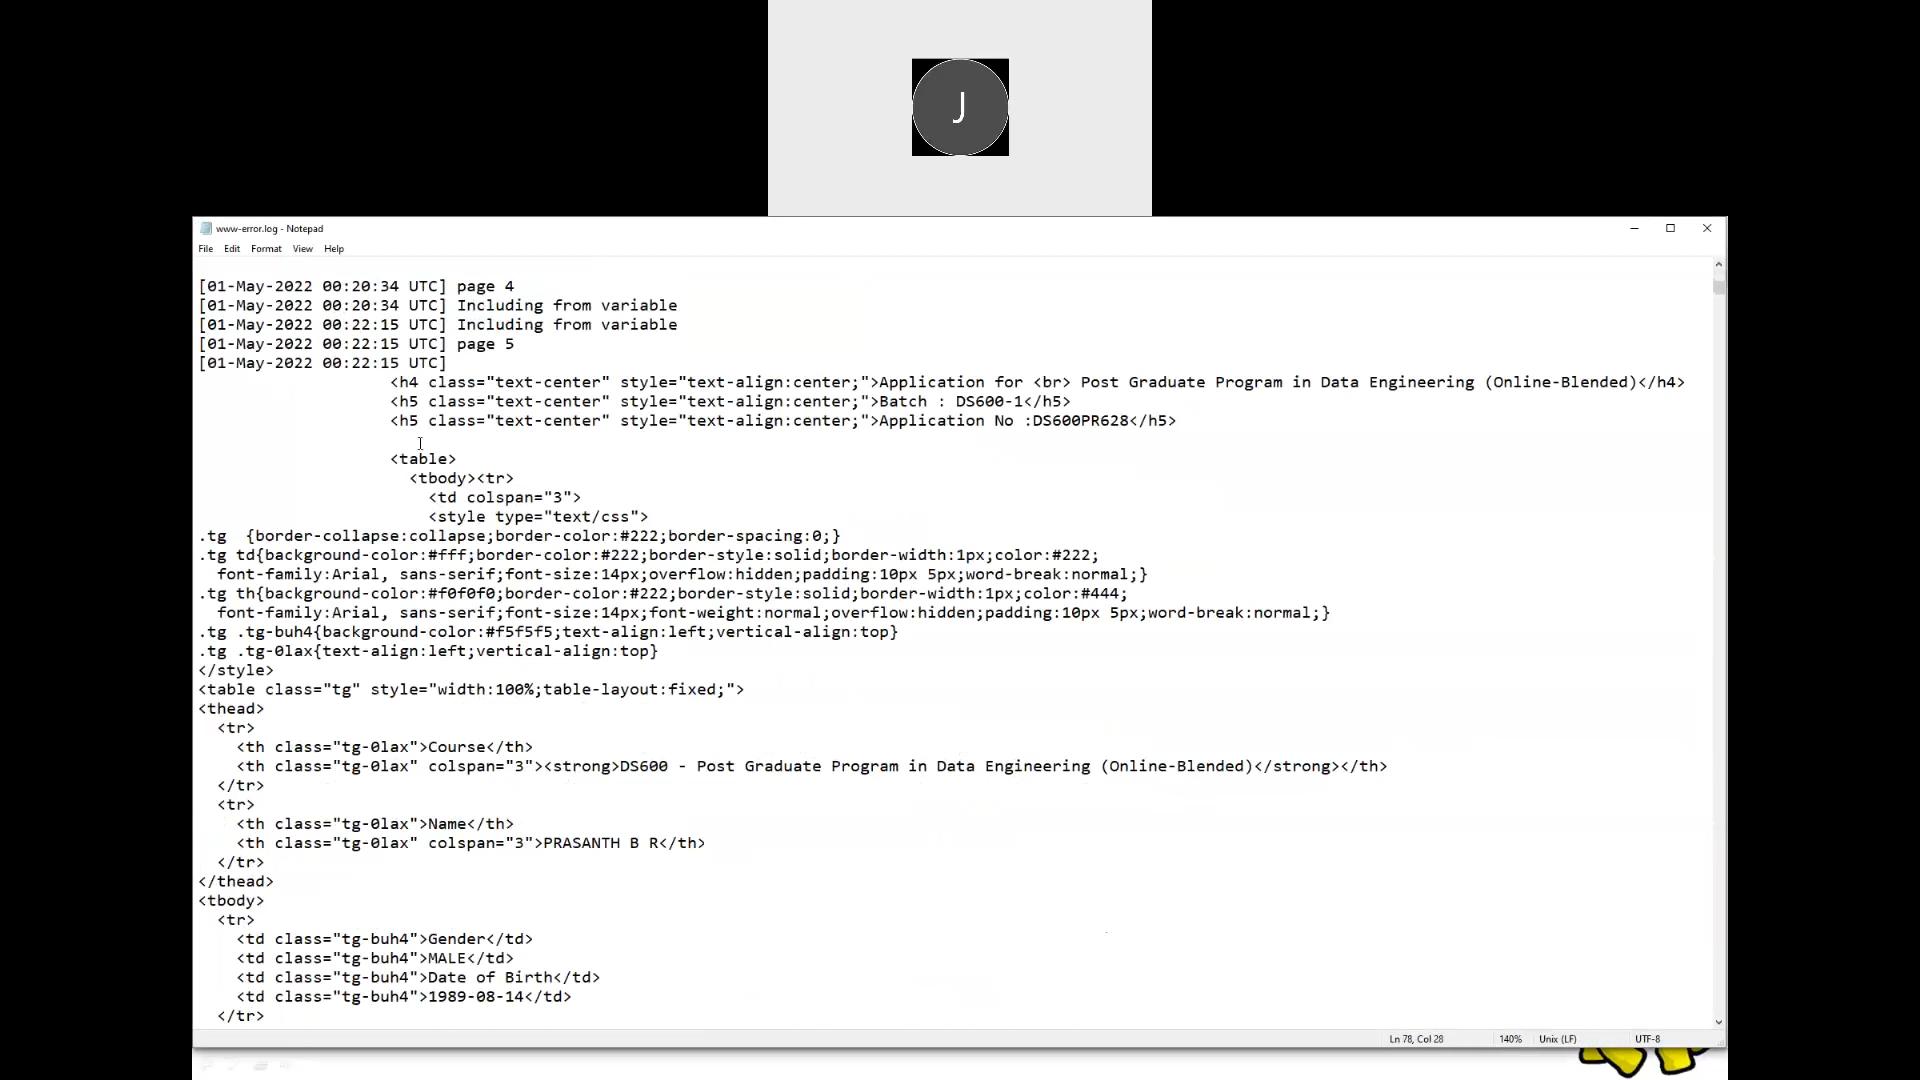 J
www-error.log - Notepad
File Edit Format View Help
[01-May-2022 00:20:34 UTC] page 4
[01-May-2022 00:20:34 UTC] Including from variable
[01-May-2022 00:22:15 UTC] Including from variable
[01-May-2022 00:22:15 UTC] page 5
[01-May-2022 00:22:15 UTC]
<h4 class="text-center" style="text-align:center;">Application for <br> Post Graduate Program in Data Engineering (Online-Blended)</h4>
<h5 class="text-center" style="text-align:center;">Batch : DS600-1</h5>
<h5 class="text-center" style="text-align:center;">Application No :DS600PR628</h5>
<table>
<tbody><tr>
<td colspan="3">
<style type="text/css">
.tg  {border-collapse:collapse;border-color:#222;border-spacing:0;}
.tg td{background-color:#fff;border-color:#222;border-style:solid;border-width:1px;color:#222;
font-family:Arial, sans-serif;font-size:14px;overflow:hidden;padding:10px 5px;word-break:normal;}
.tg th{background-color:#f0f0f0;border-color:#222;border-style:solid;border-width:1px;color:#444;
font-family:Arial, sans-serif;font-size:14px;font-weight:normal;overflow:hidden;padding:10px 5px;word-break:normal;}
.tg .tg-buh4{background-color:#f5f5f5;text-align:left;vertical-align:top}
.tg .tg-0lax{text-align:left;vertical-align:top}
</style>
<table class="tg" style="width:100%;table-layout:fixed;">
<thead>
<tr>
<th class="tg-0lax">Course</th>
<th class="tg-0lax" colspan="3"><strong>DS600 - Post Graduate Program in Data Engineering (Online-Blended)</strong></th>
</tr>
<tr>
<th class="tg-0lax">Name</th>
<th class="tg-0lax" colspan="3">PRASANTH B R</th>
</tr>
</thead>
<tbody>
<tr>
<td class="tg-buh4">Gender</td>
<td class="tg-buh4">MALE</td>
<td class="tg-buh4">Date of Birth</td>
<td class="tg-buh4">1989-08-14</td>
</tr>
Ln 78, Col 28 140% Unix (LF) UTF-8